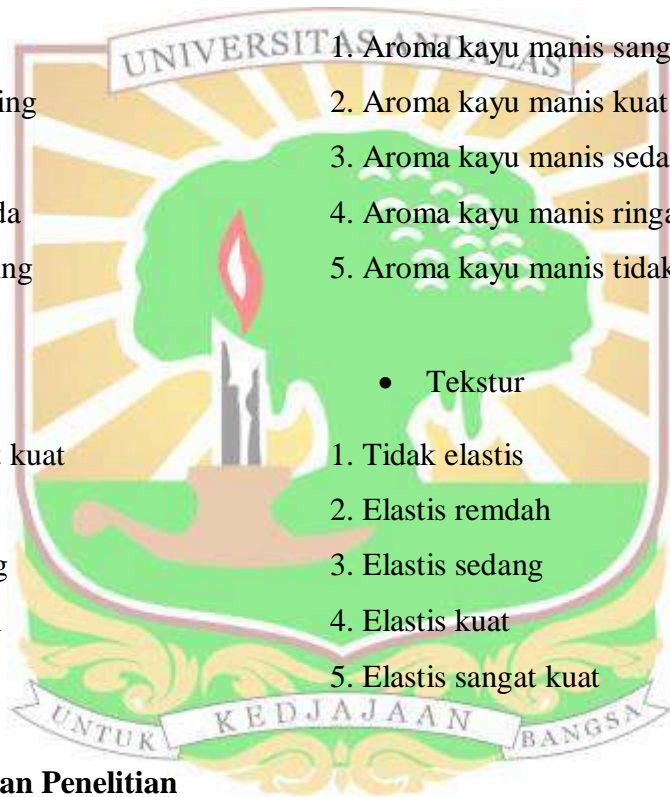 UNIVERSITAS ANDALAS
ing
da
ng
kuat
g
1. Aroma kayu manis sang
2. Aroma kayu manis kuat
3. Aroma kayu manis seda
4. Aroma kayu manis ringa
5. Aroma kayu manis tidak
• Tekstur
1. Tidak elastis
2. Elastis remdah
3. Elastis sedang
4. Elastis kuat
5. Elastis sangat kuat
UNTUK KEDJAJAAN BANGSA
an Penelitian